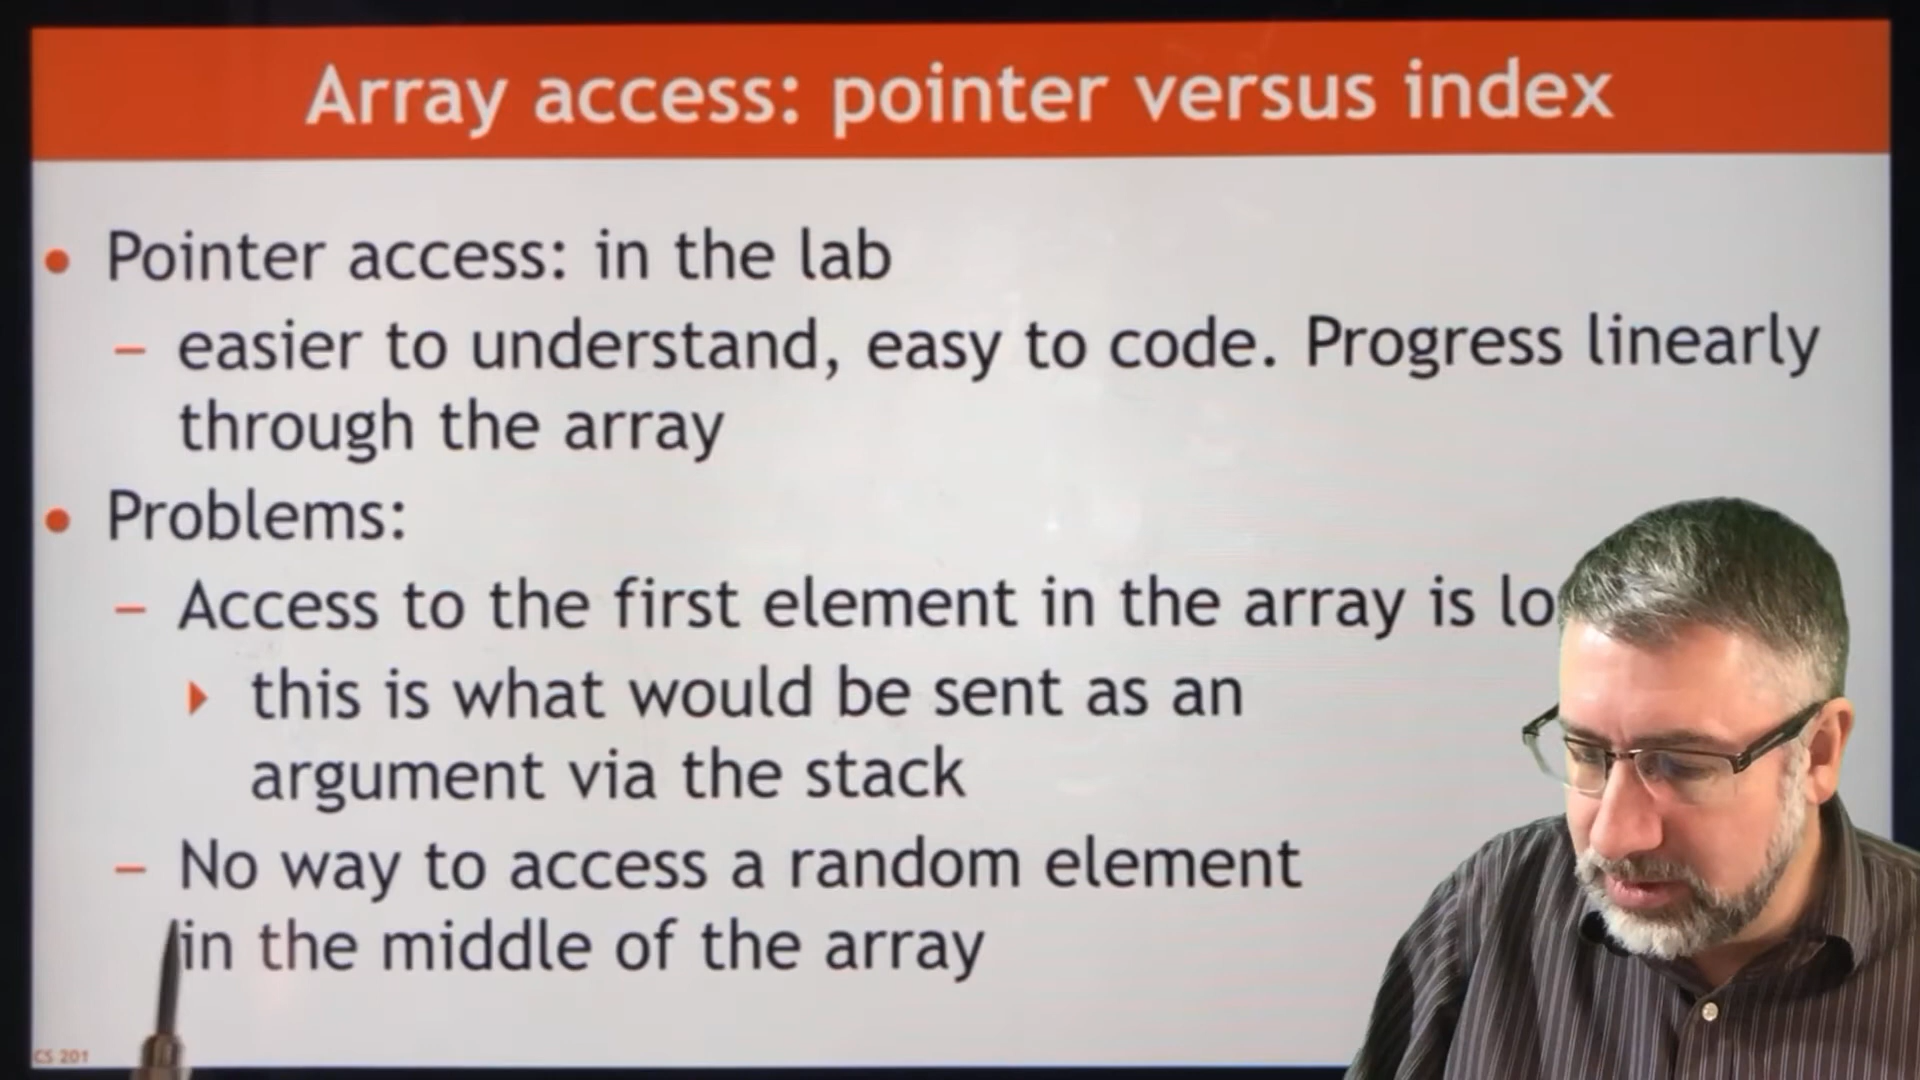 Array access: pointer versus index
• Pointer access: in the lab
– easier to understand, easy to code. Progress linearly
through the array
• Problems:
– Access to the first element in the array is
this is what would be sent as an
argument via the stack
– No way to access a random element
in the middle of the array
CS 201